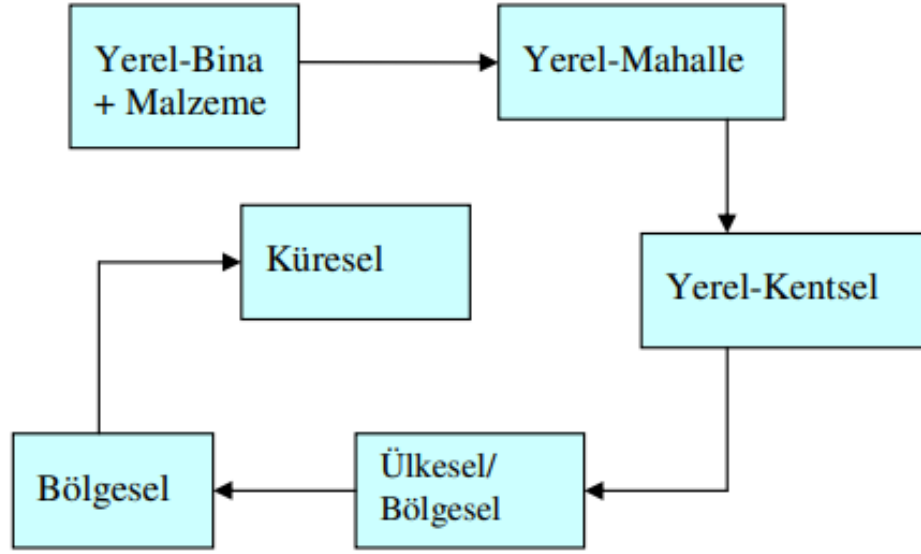 Yerel-Bina
+ Malzeme
Yerel-Mahalle
Yerel-Kentsel
Ülkesel/
Bölgesel
Bölgesel
Küresel